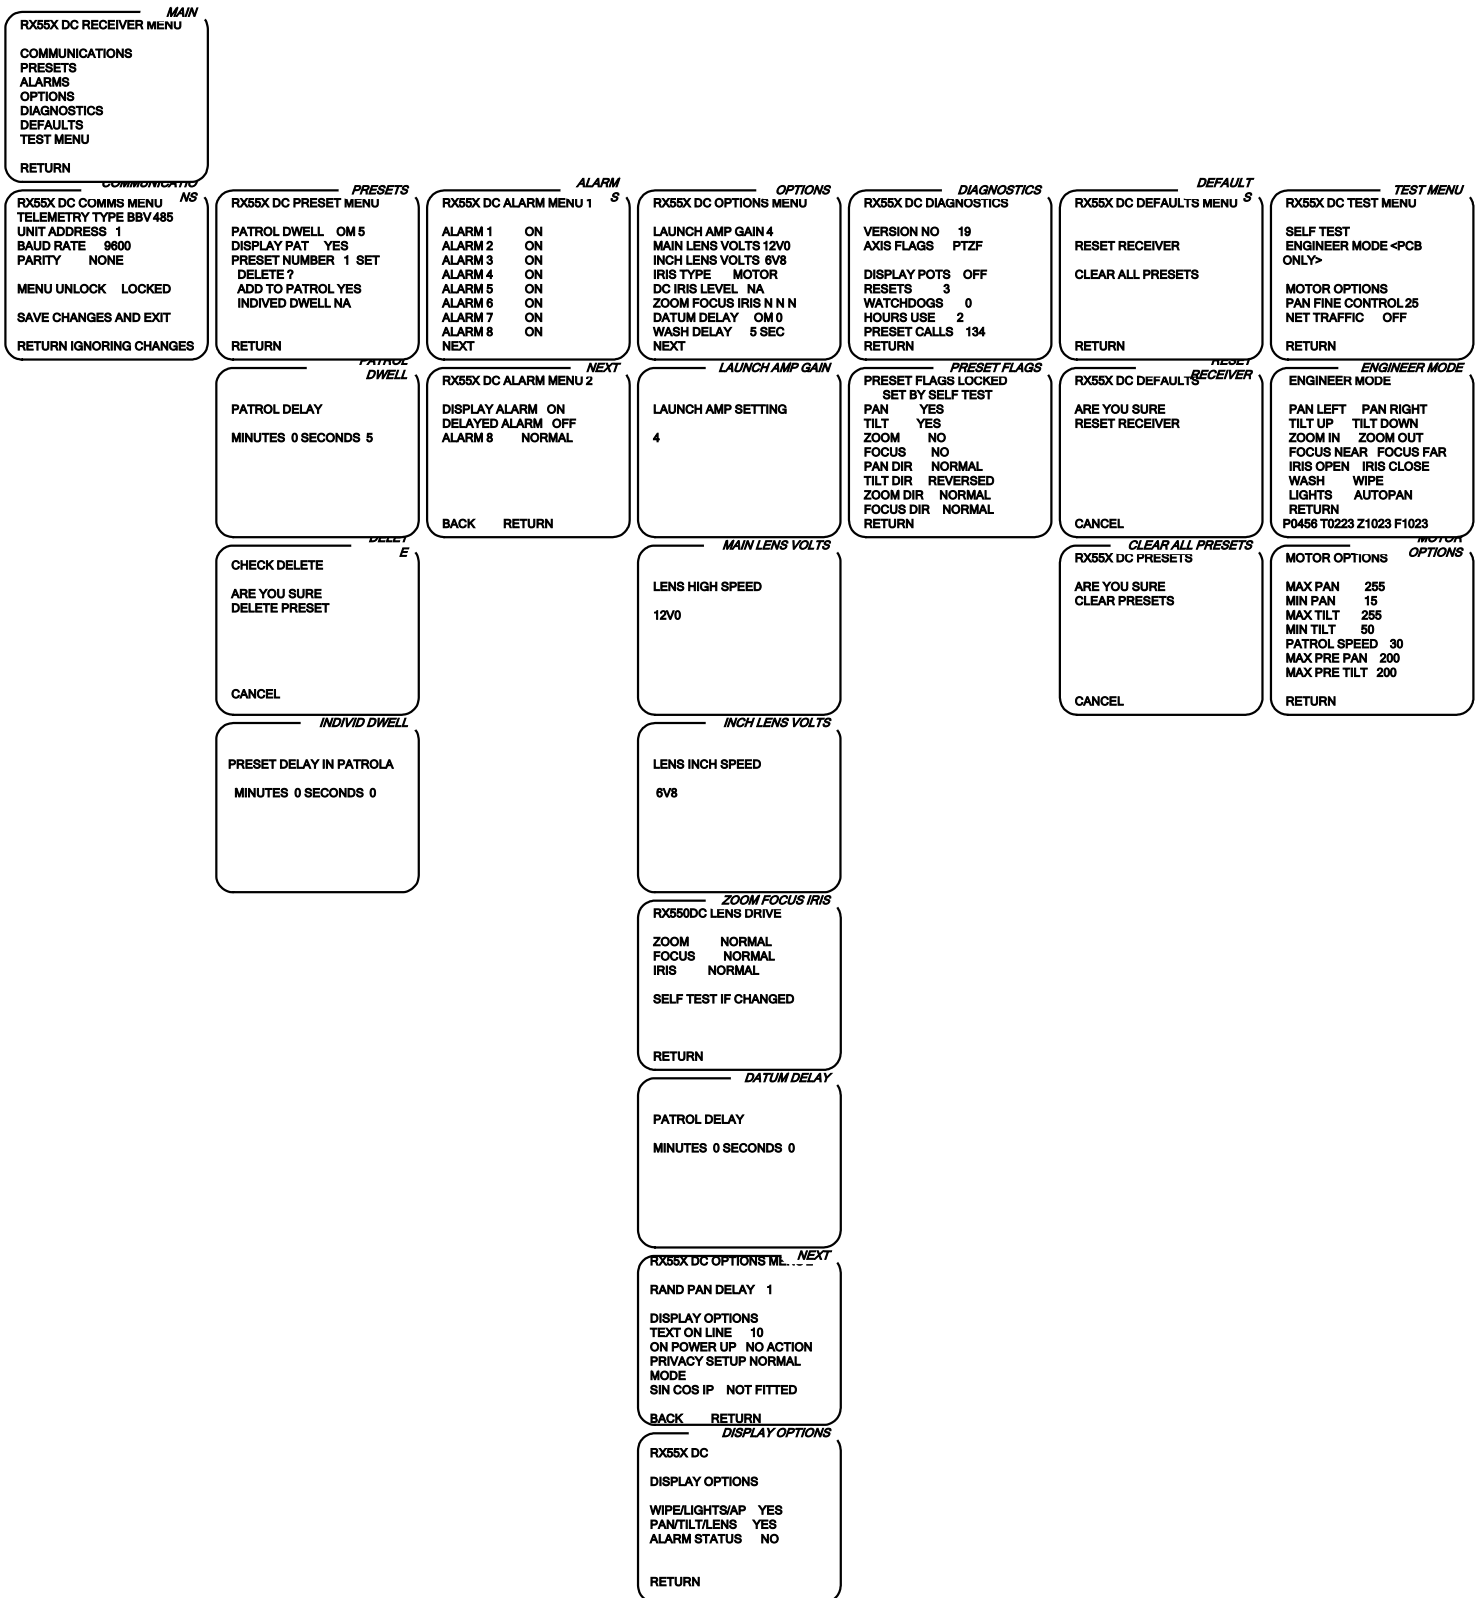 MAIN
RX55X DC RECEIVER MENU
COMMUNICATIONS
PRESETS
ALARMS
OPTIONS
DIAGNOSTICS
DEFAULTS
TEST MENU
RETURN
COMMUNICATIO
NS
RX55X DC COMMS MENU
TELEMETRY TYPE BBV 485
UNIT ADDRESS 1
BAUD RATE 9600
PARITY NONE
MENU UNLOCK LOCKED
SAVE CHANGES AND EXIT
RETURN IGNORING CHANGES
PRESETS
RX55X DC PRESET MENU
PATROL DWELL OM 5
DISPLAY PAT YES
PRESET NUMBER 1 SET
DELETE ?
ADD TO PATROL YES
INDIVED DWELL NA
RETURN
ALARM
S
RX55X DC ALARM MENU 1
ALARM 1 ON
ALARM 2 ON
ALARM 3 ON
ALARM 4 ON
ALARM 5 ON
ALARM 6 ON
ALARM 7 ON
ALARM 8 ON
NEXT
OPTIONS
RX55X DC OPTIONS MENU
LAUNCH AMP GAIN 4
MAIN LENS VOLTS 12V0
INCH LENS VOLTS 6V8
IRIS TYPE MOTOR
DC IRIS LEVEL NA
ZOOM FOCUS IRIS N N N
DATUM DELAY OM 0
WASH DELAY 5 SEC
NEXT
DIAGNOSTICS
RX55X DC DIAGNOSTICS
VERSION NO 19
AXIS FLAGS PTZF
DISPLAY POTS OFF
RESETS 3
WATCHDOGS 0
HOURS USE 2
PRESET CALLS 134
RETURN
DEFAULT
S
RX55X DC DEFAULTS MENU
RESET RECEIVER
CLEAR ALL PRESETS
RETURN
TEST MENU
RX55X DC TEST MENU
SELF TEST
ENGINEER MODE <PCB
ONLY>
MOTOR OPTIONS
PAN FINE CONTROL 25
NET TRAFFIC OFF
RETURN
PATROL
DWELL
PATROL DELAY
MINUTES 0 SECONDS 5
NEXT
RX55X DC ALARM MENU 2
DISPLAY ALARM ON
DELAYED ALARM OFF
ALARM 8 NORMAL
BACK RETURN
LAUNCH AMP GAIN
LAUNCH AMP SETTING
4
PRESET FLAGS
PRESET FLAGS LOCKED
SET BY SELF TEST
PAN YES
TILT YES
ZOOM NO
FOCUS NO
PAN DIR NORMAL
TILT DIR REVERSED
ZOOM DIR NORMAL
FOCUS DIR NORMAL
RETURN
RESET
RECEIVER
RX55X DC DEFAULTS
ARE YOU SURE
RESET RECEIVER
CANCEL
ENGINEER MODE
ENGINEER MODE
PAN LEFT PAN RIGHT
TILT UP TILT DOWN
ZOOM IN ZOOM OUT
FOCUS NEAR FOCUS FAR
IRIS OPEN IRIS CLOSE
WASH WIPE
LIGHTS AUTOPAN
RETURN
P0456 T0223 Z1023 F1023
DELET
E
CHECK DELETE
ARE YOU SURE
DELETE PRESET
CANCEL
MAIN LENS VOLTS
LENS HIGH SPEED
12V0
CLEAR ALL PRESETS
RX55X DC PRESETS
ARE YOU SURE
CLEAR PRESETS
CANCEL
MOTOR
OPTIONS
MOTOR OPTIONS
MAX PAN 255
MIN PAN 15
MAX TILT 255
MIN TILT 50
PATROL SPEED 30
MAX PRE PAN 200
MAX PRE TILT 200
RETURN
INDIVID DWELL
PRESET DELAY IN PATROLA
MINUTES 0 SECONDS 0
INCH LENS VOLTS
LENS INCH SPEED
6V8
ZOOM FOCUS IRIS
RX550DC LENS DRIVE
ZOOM NORMAL
FOCUS NORMAL
IRIS NORMAL
SELF TEST IF CHANGED
RETURN
DATUM DELAY
PATROL DELAY
MINUTES 0 SECONDS 0
NEXT
RX55X DC OPTIONS
RAND PAN DELAY 1
DISPLAY OPTIONS
TEXT ON LINE 10
ON POWER UP NO ACTION
PRIVACY SETUP NORMAL
MODE
SIN COS IP NOT FITTED
BACK RETURN
DISPLAY OPTIONS
RX55X DC
DISPLAY OPTIONS
WIPE/LIGHTS/AP YES
PAN/TILT/LENS YES
ALARM STATUS NO
RETURN